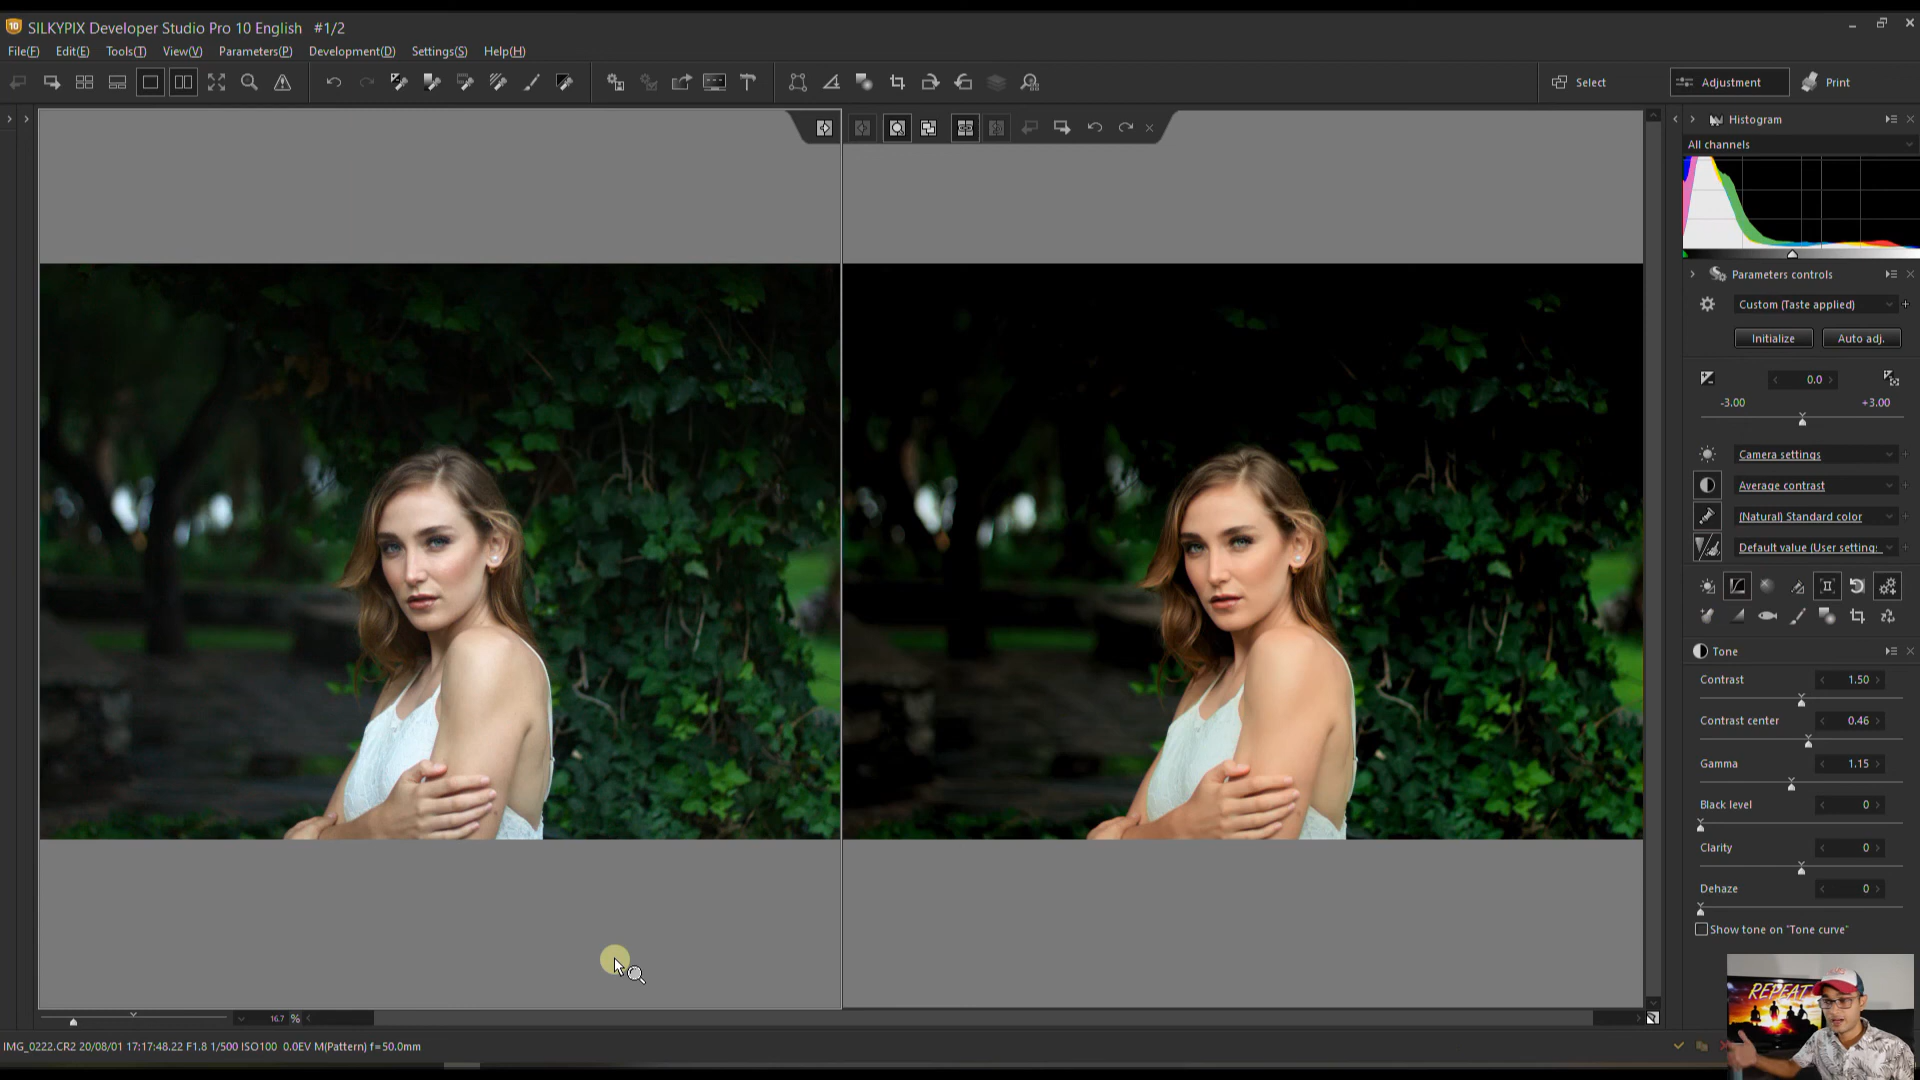 SILKYPIX Developer Studio Pro 10 English #1/2
File(F) Edit(E) Tools(T) View(V) Parameters(P) Development(D) Settings(S) Help(H)
Select
Adjustment
Print
Histogram
All channels
Parameters controls
Custom (Taste applied)
Initialize
Auto adj.
0.0
-3.00
+3.00
Camera settings
Average contrast
(Natural) Standard color
Default value (User setting:
Tone
Contrast 1.50
Contrast center 0.46
Gamma 1.15
Black level 0
Clarity 0
Dehaze 0
Show tone on "Tone curve"
REPEAT
16.7 %
IMG_0222.CR2 20/08/01 17:17:48.22 F1.8 1/500 ISO100 0.0EV M(Pattern) f=50.0mm